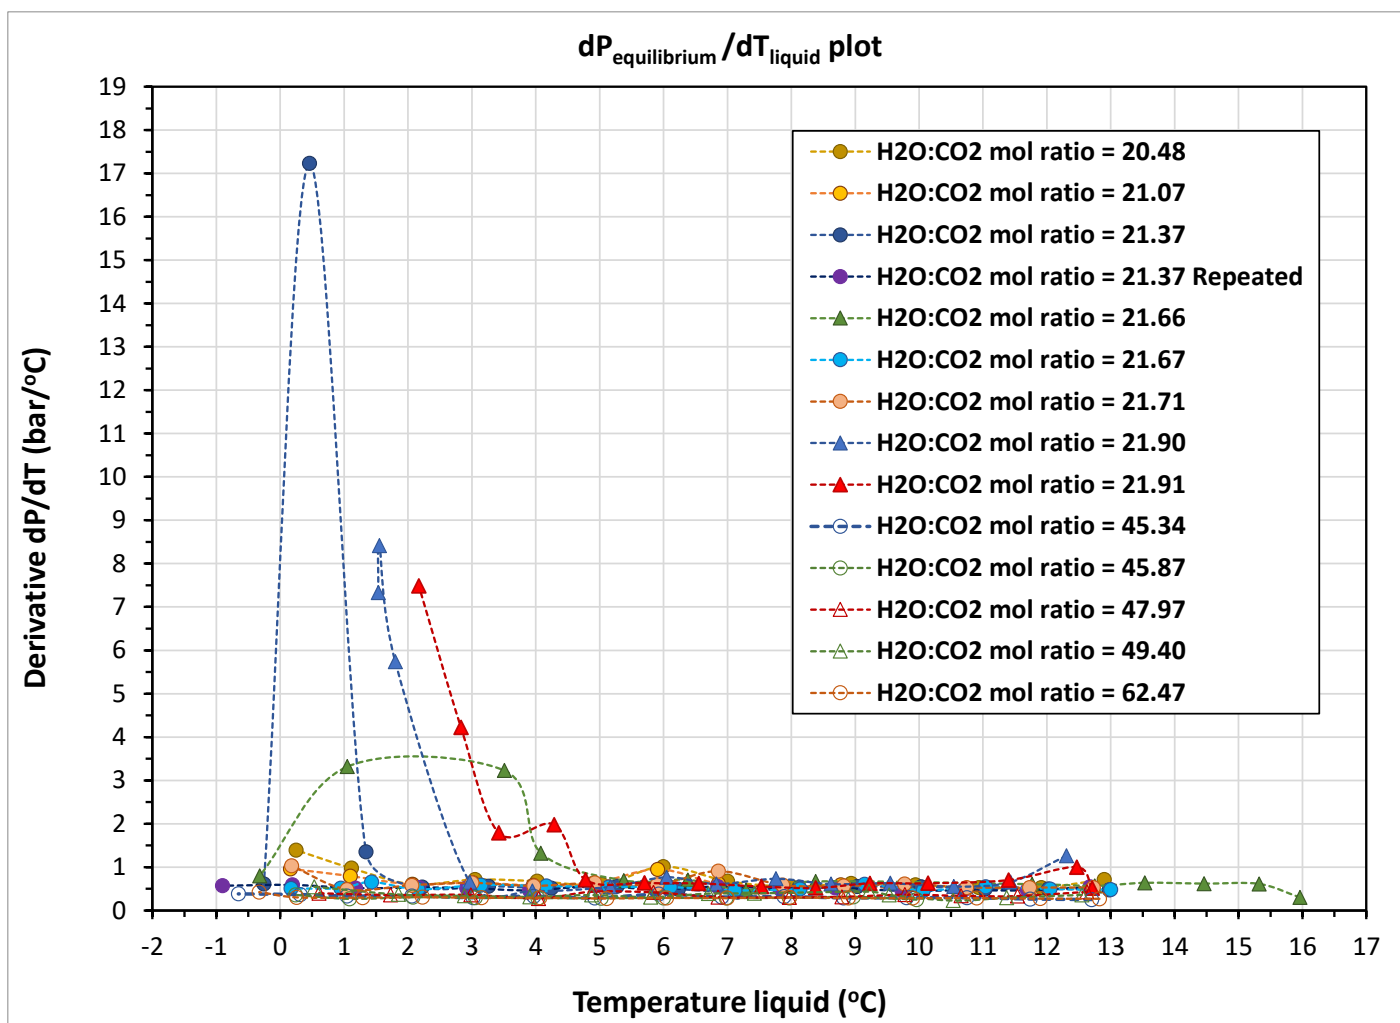 dPequilibrium /dTliquid plot
19
18
17
16
15
14
13
12
11
10
9
8
7
6
5
4
3
2
1
0
Derivative dP/dT (bar/oC)
H2O:CO2 mol ratio = 20.48
H2O:CO2 mol ratio = 21.07
H2O:CO2 mol ratio = 21.37
H2O:CO2 mol ratio = 21.37 Repeated
H2O:CO2 mol ratio = 21.66
H2O:CO2 mol ratio = 21.67
H2O:CO2 mol ratio = 21.71
H2O:CO2 mol ratio = 21.90
H2O:CO2 mol ratio = 21.91
H2O:CO2 mol ratio = 45.34
H2O:CO2 mol ratio = 45.87
H2O:CO2 mol ratio = 47.97
H2O:CO2 mol ratio = 49.40
H2O:CO2 mol ratio = 62.47
-2 -1 0 1 2 3 4 5 6 7 8 9 10 11 12 13 14 15 16 17
Temperature liquid (oC)